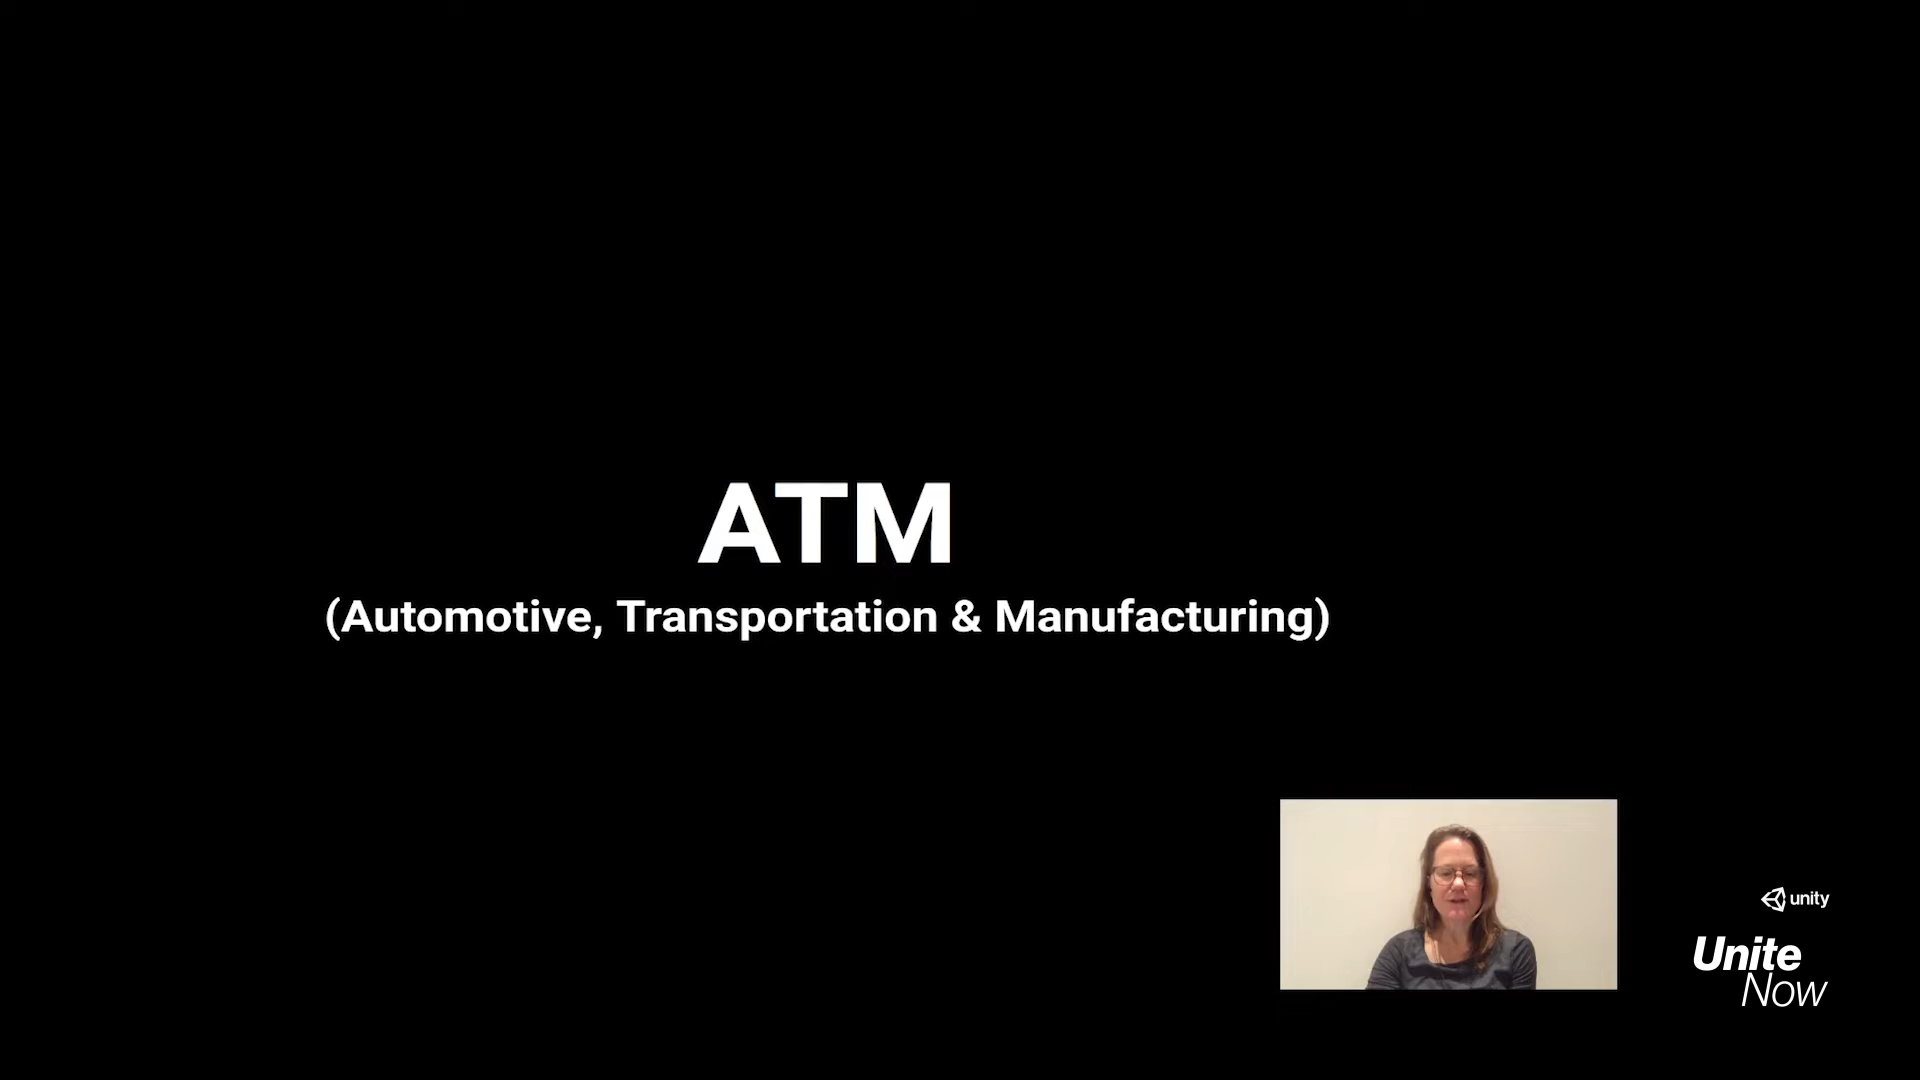 ATM
(Automotive, Transportation & Manufacturing)
unity
Unite
Now